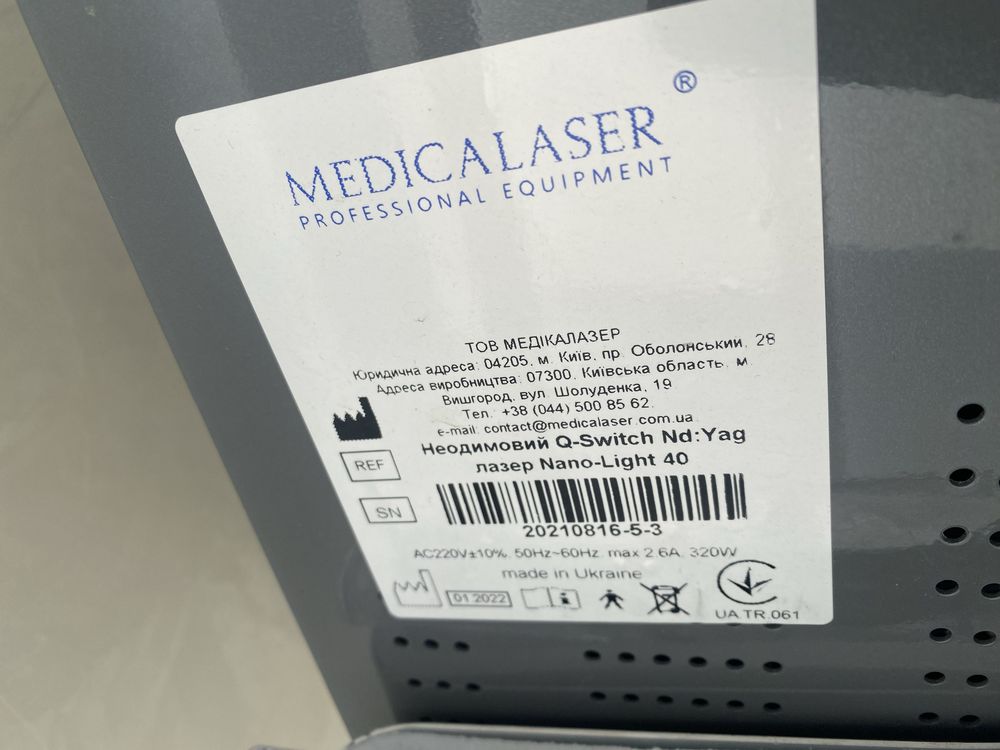 MEDICALASER ®
PROFESSIONAL EQUIPMENT
ТОВ МЕДІКАЛАЗЕР
Юридична адреса: 04205, м. Київ, пр. Оболонський, 28
Адреса виробництва: 07300, Київська область, м.
Вишгород, вул. Шолуденка, 19
Тел. +38 (044) 500 85 62,
e-mail: contact@medicalaser.com.ua
Неодимовий Q-Switch Nd:Yag
лазер Nano-Light 40
REF
SN
20210816-5-3
AC220V±10%, 50Hz~60Hz, max 2.6A, 320W
made in Ukraine
01.2022
UA.TR.061